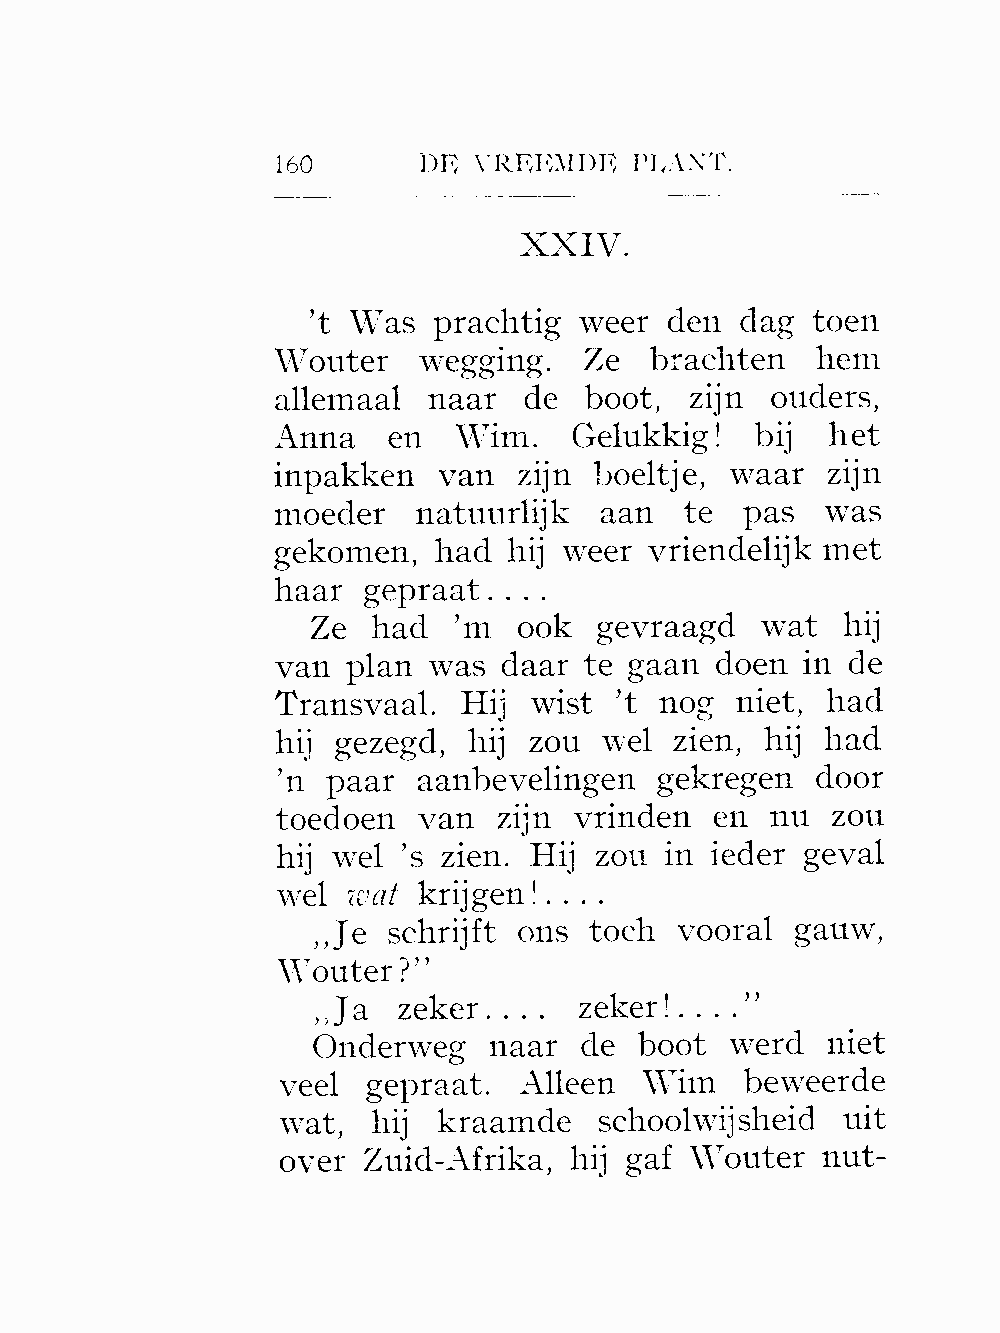 160 DE VREEMDE PLANT.
XXIV.
’t Was prachtig weer den dag toen
Wouter wegging. Ze brachten hem
allemaal naar de boot, zijn ouders,
Anna en Wim. Gelukkig! bij het
inpakken van zijn boeltje, waar zijn
moeder natuurlijk aan te pas was
gekomen, had hij weer vriendelijk met
haar gepraat....
Ze had ’m ook gevraagd wat hij
van plan was daar te gaan doen in de
Transvaal. Hij wist ’t nog niet, had
hij gezegd, hij zou wel zien, hij had
’n paar aanbevelingen gekregen door
toedoen van zijn vrinden en nu zou
hij wel ’s zien. Hij zou in ieder geval
wel wat krijgen!....
„Je schrijft ons toch vooral gauw,
Wouter?”
„Ja zeker.... zeker!....”
Onderweg naar de boot werd niet
veel gepraat. Alleen Wim beweerde
wat, hij kraamde schoolwijsheid uit
over Zuid-Afrika, hij gaf Wouter nut-